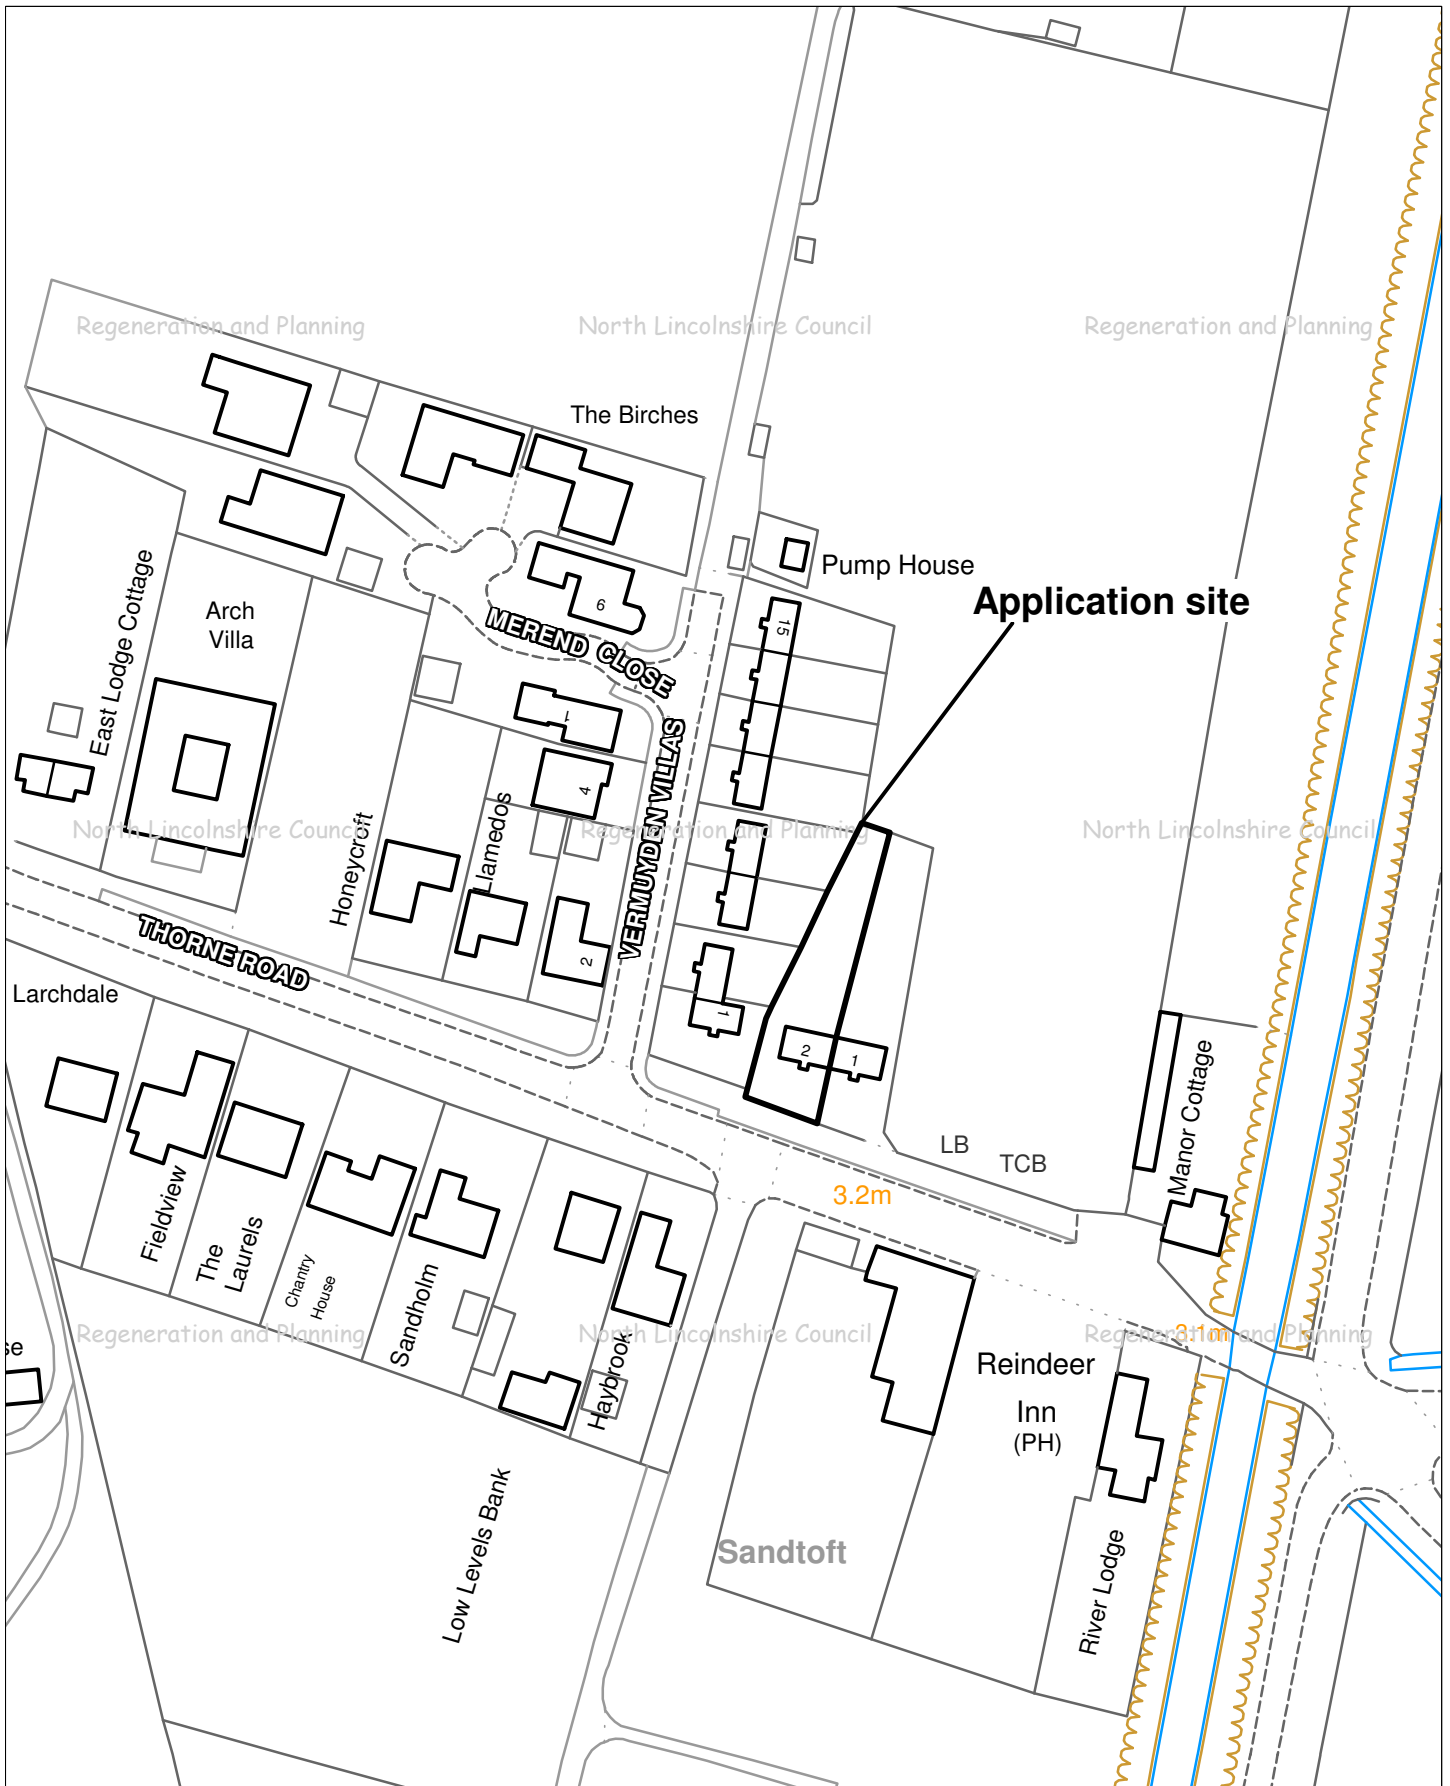 Regeneration and Planning
North Lincolnshire Council
Regeneration and Planning
The Birches
Pump House
Application site
East Lodge Cottage
Arch
Villa
6
15
MEREND CLOSE
1
VERMUYDEN VILLAS
4
Llamedos
Honeycroft
North Lincolnshire Council
Regeneration and Planning
North Lincolnshire Council
THORNE ROAD
2
Larchdale
1
2
1
Manor Cottage
LB
TCB
3.2m
Fieldview
The
Laurels
Chantry
House
Sandholm
Haybrook
Regeneration and Planning
North Lincolnshire Council
Regeneration and Planning
3.1m
se
Reindeer
Inn
(PH)
Low Levels Bank
Sandtoft
River Lodge